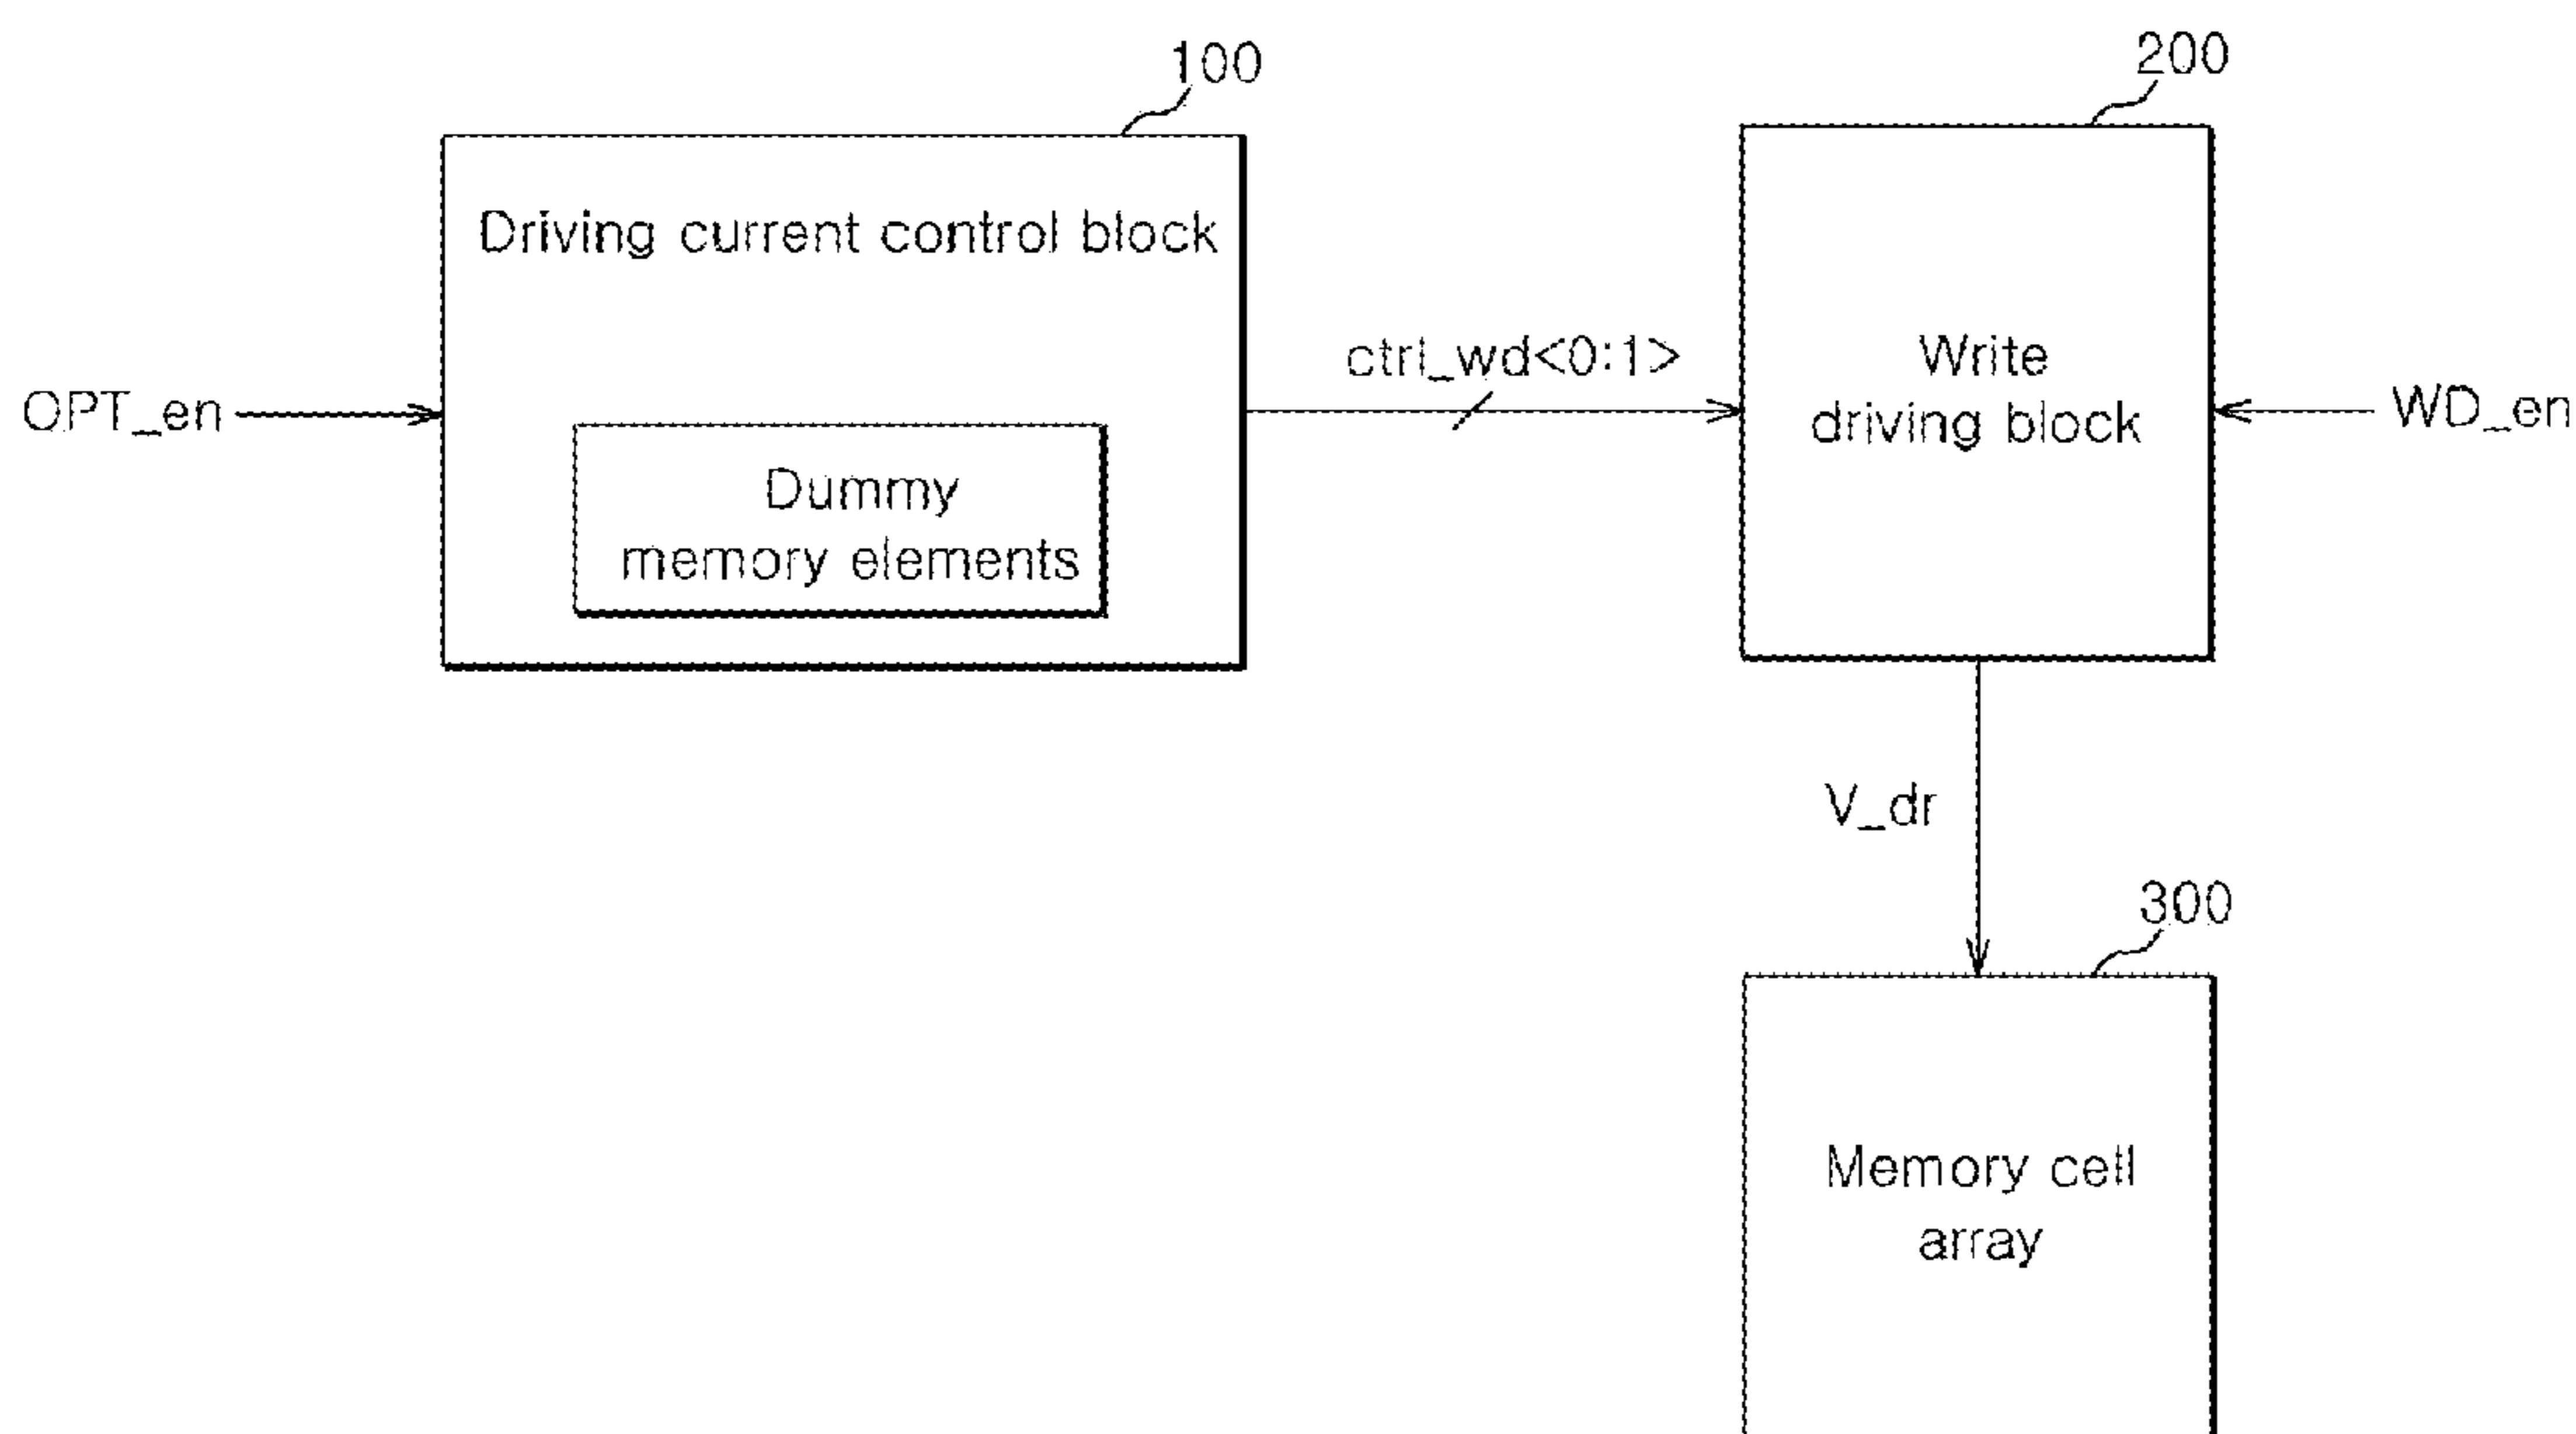 100
200
Driving current control block
ctrl_wd<0:1>
Write
driving block
OPT_en
WD_en
Dummy
memory elements
V_dr
300
Memory cell
array